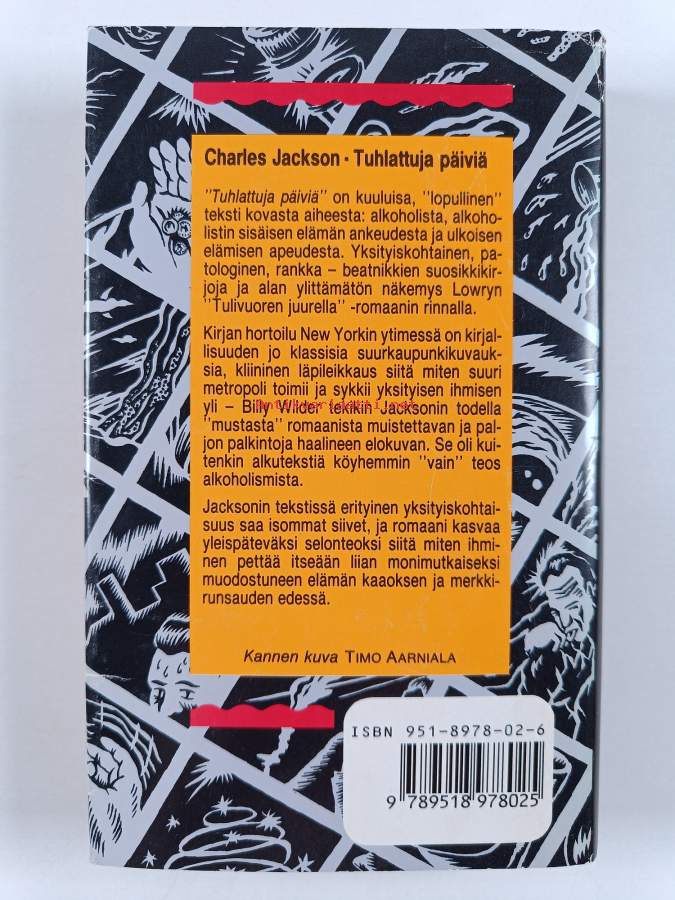 Charles Jackson • Tuhlattuja päiviä
"Tuhlattuja päiviä" on kuuluisa, "lopullinen"
teksti kovasta aiheesta: alkoholista, alkoho-
listin sisäisen elämän ankeudesta ja ulkoisen
elämisen apeudesta. Yksityiskohtainen, pa-
tologinen, rankka – beatnikkien suosikkikir-
joja ja alan ylittämätön näkemys Lowryn
"Tulivuoren juurella" -romaanin rinnalla.
Kirjan hortoilu New Yorkin ytimessä on kirjal-
lisuuden jo klassisia suurkaupunkikuvauk-
sia, kliininen läpileikkaus siitä miten suuri
metropoli toimii ja sykkii yksityisen ihmisen
yli – Billy Wilder teki Jacksonin todella
"mustasta" romaanista muistettavan ja pal-
jon palkintoja haalineen elokuvan. Se oli kui-
tenkin alkutekstiä köyhemmin "vain" teos
alkoholismista.
Jacksonin tekstissä erityinen yksityiskohtai-
suus saa isommat siivet, ja romaani kasvaa
yleispäteväksi selonteoksi siitä miten ihmi-
nen pettää itseään liian monimutkaiseksi
muodostuneen elämän kaaoksen ja merkki-
runsauden edessä.
Kannen kuva TIMO AARNIALA
ISBN 951-8978-02-6
9 789518 978025